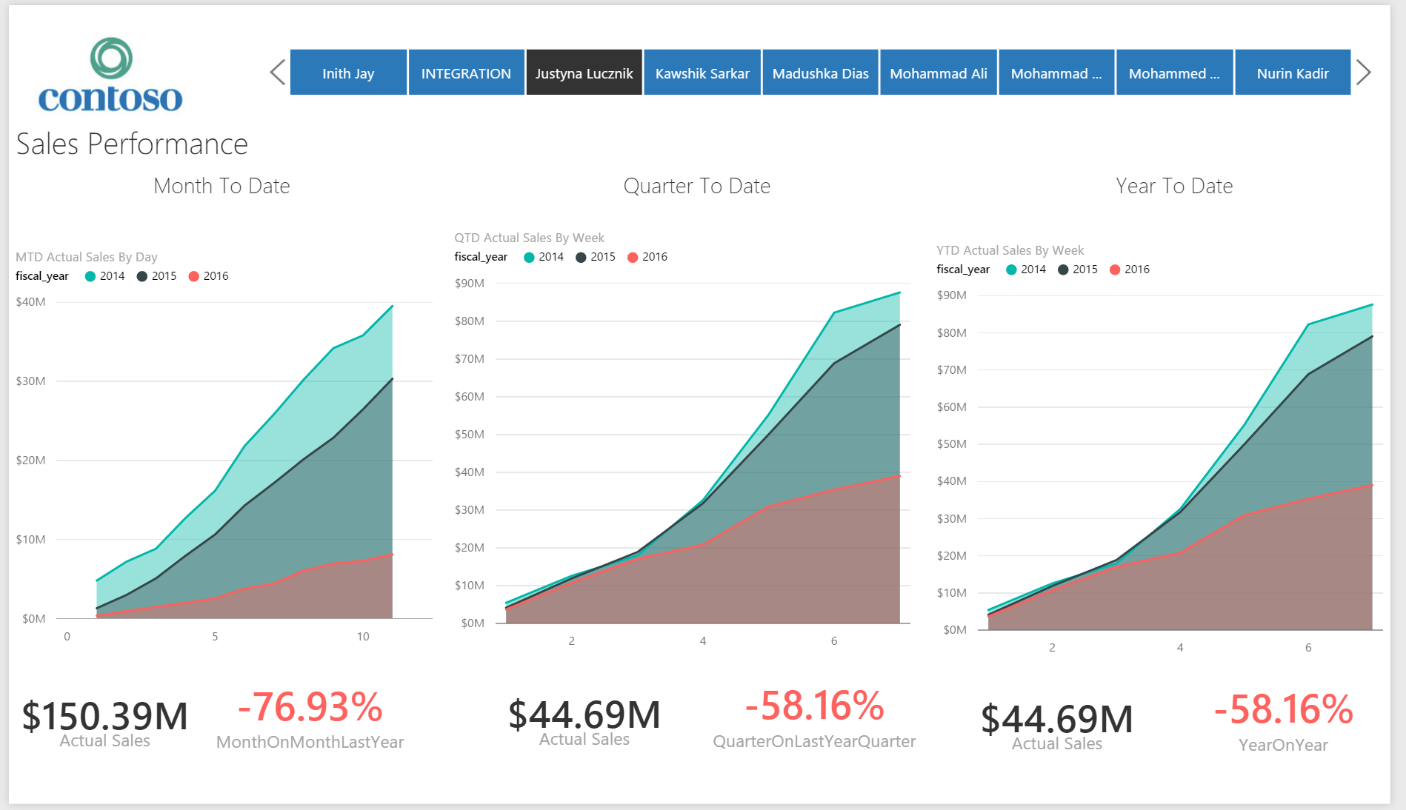 contoso
Inith Jay
INTEGRATION
Justyna Lucznik
Kawshik Sarkar
Madushka Dias
Mohammad Ali
Mohammad ...
Mohammed ...
Nurin Kadir
Sales Performance
Month To Date
Quarter To Date
Year To Date
MTD Actual Sales By Day
fiscal_year 2014 2015 2016
$40M
$30M
$20M
$10M
$0M
0 5 10
QTD Actual Sales By Week
fiscal_year 2014 2015 2016
$90M
$80M
$70M
$60M
$50M
$40M
$30M
$20M
$10M
$0M
2 4 6
YTD Actual Sales By Week
fiscal_year 2014 2015 2016
$90M
$80M
$70M
$60M
$50M
$40M
$30M
$20M
$10M
$0M
2 4 6
$150.39M
Actual Sales
-76.93%
MonthOnMonthLastYear
$44.69M
Actual Sales
-58.16%
QuarterOnLastYearQuarter
$44.69M
Actual Sales
-58.16%
YearOnYear